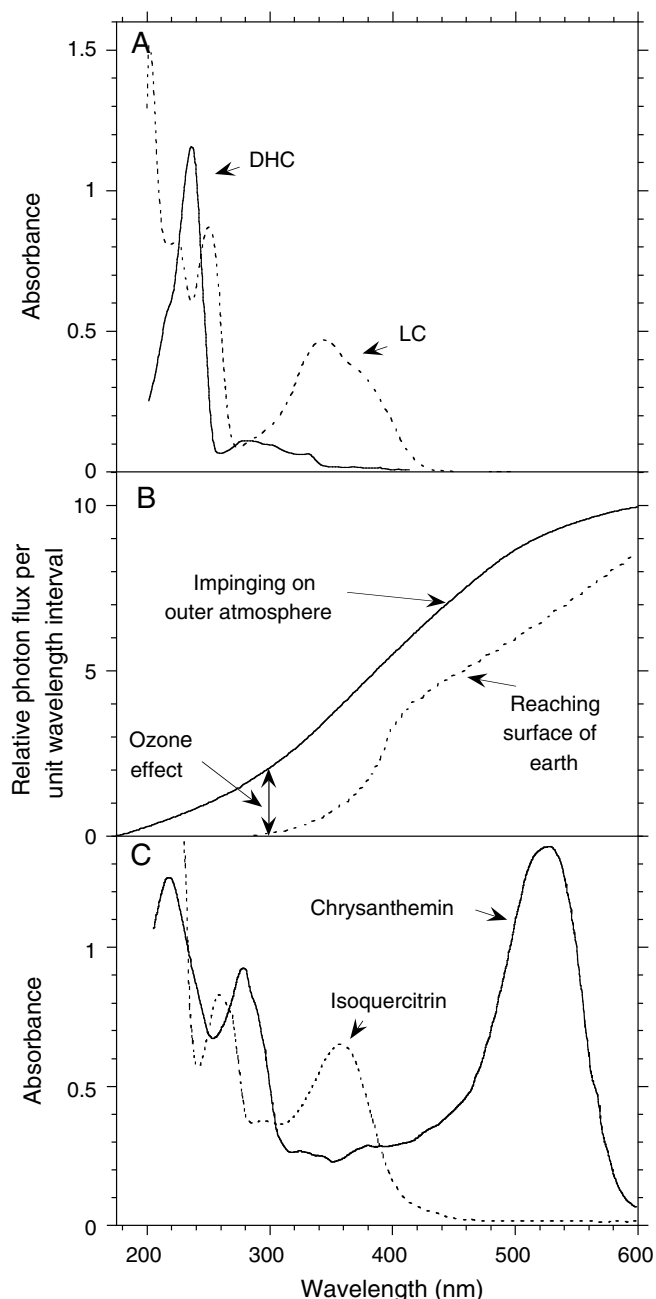 A
1.5
DHC
1
Absorbance
LC
0.5
0
B
10
Impinging on
outer atmosphere
Relative photon flux per
unit wavelength interval
5
Reaching
surface of
earth
Ozone
effect
2
0
C
Chrysanthemin
1
Isoquercitrin
Absorbance
0.5
0
200 300 400 500 600
Wavelength (nm)